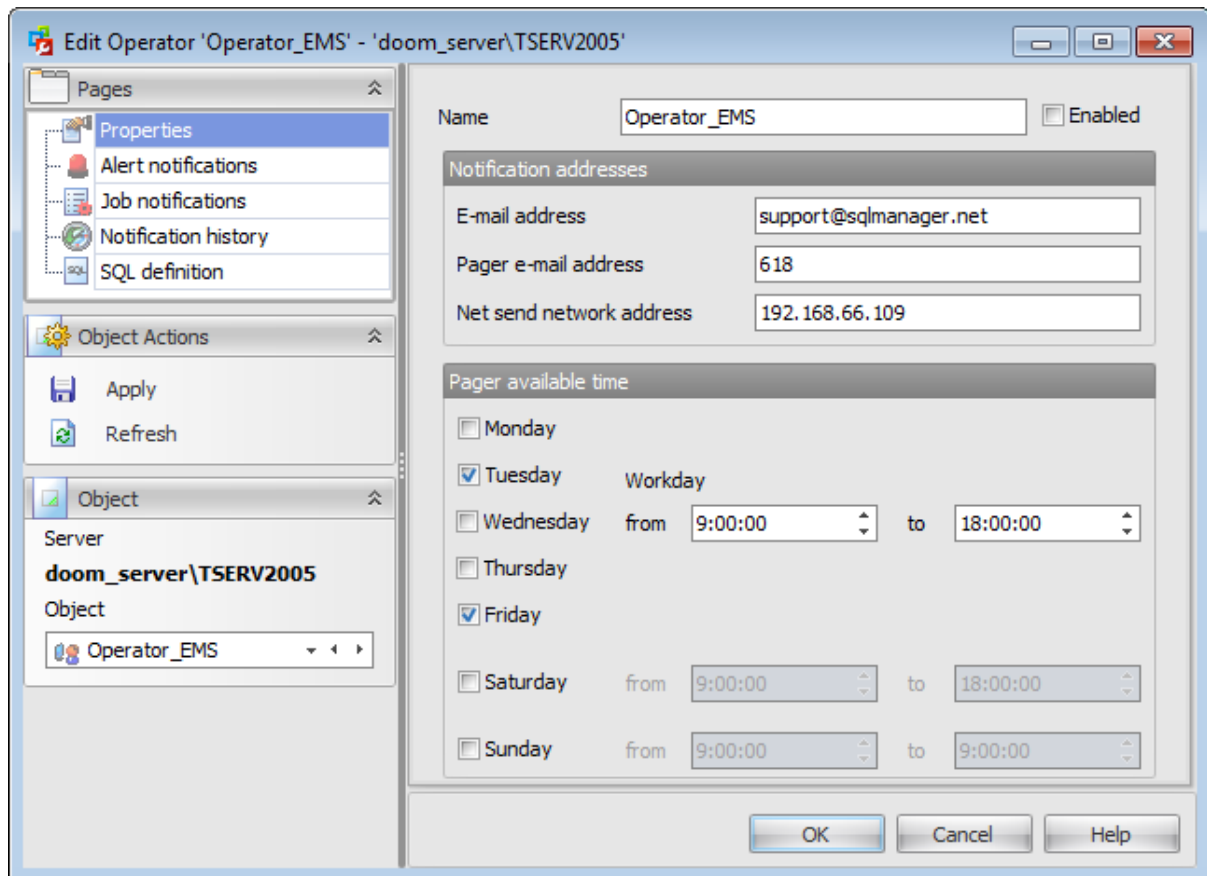 Edit Operator 'Operator_EMS' - 'doom_server\TSERV2005'
Pages
Properties
Alert notifications
Job notifications
Notification history
SQL
SQL definition
Object Actions
Apply
Refresh
Object
Server
doom_server\TSERV2005
Object
Operator_EMS
Name Operator_EMS Enabled
Notification addresses
E-mail address support@sqlmanager.net
Pager e-mail address 618
Net send network address 192.168.66.109
Pager available time
Monday
Tuesday Workday
Wednesday from 9:00:00 to 18:00:00
Thursday
Friday
Saturday from 9:00:00 to 18:00:00
Sunday from 9:00:00 to 9:00:00
OK Cancel Help